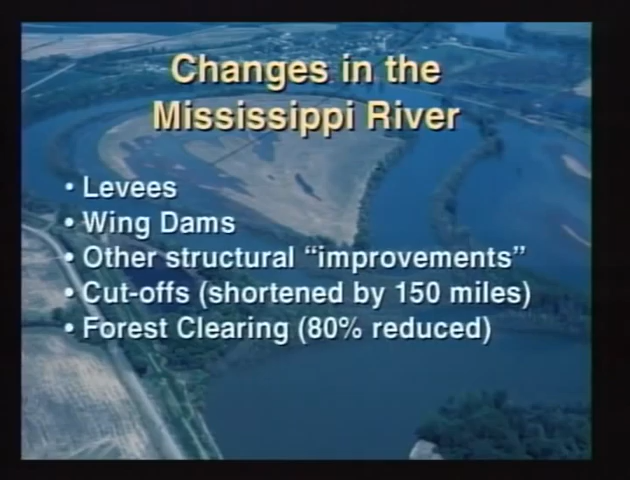 Changes in the
Mississippi River
• Levees
• Wing Dams
• Other structural “improvements”
• Cut-offs (shortened by 150 miles)
• Forest Clearing (80% reduced)